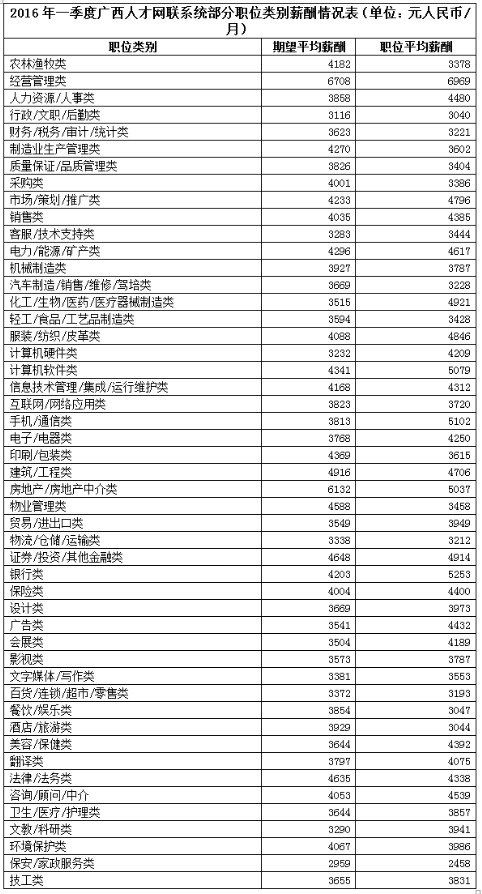 2016年一季度广西人才网联系统部分职位类别薪酬情况表（单位：元人民币/
月）
职位类别 期望平均薪酬 职位平均薪酬
农林渔牧类 4182 3378
经营管理类 6708 6969
人力资源/人事类 3858 4480
行政/文职/后勤类 3116 3040
财务/税务/审计/统计类 3623 3221
制造业生产管理类 4270 3602
质量保证/品质管理类 3826 3404
采购类 4001 3386
市场/策划/推广类 4233 4796
销售类 4035 4385
客服/技术支持类 3283 3444
电力/能源/矿产类 4296 4617
机械制造类 3927 3787
汽车制造/销售/维修/驾培类 3669 3228
化工/生物/医药/医疗器械制造类 3515 4921
轻工/食品/工艺品制造类 3594 3428
服装/纺织/皮革类 4088 4846
计算机硬件类 3232 4209
计算机软件类 4341 5079
信息技术管理/集成/运行维护类 4168 4312
互联网/网络应用类 3823 3720
手机/通信类 3813 5102
电子/电器类 3768 4250
印刷/包装类 4369 3615
建筑/工程类 4916 4706
房地产/房地产中介类 6132 5037
物业管理类 4588 3458
贸易/进出口类 3549 3949
物流/仓储/运输类 3338 3212
证券/投资/其他金融类 4648 4914
银行类 4203 5253
保险类 4004 4400
设计类 3669 3973
广告类 3541 4432
会展类 3504 4189
影视类 3573 3787
文字媒体/写作类 3381 3553
百货/连锁/超市/零售类 3372 3193
餐饮/娱乐类 3854 3047
酒店/旅游类 3929 3044
美容/保健类 3644 4392
翻译类 3797 4075
法律/法务类 4635 4338
咨询/顾问/中介 4053 4539
卫生/医疗/护理类 3644 3857
文教/科研类 3290 3941
环境保护类 4067 3986
保安/家政服务类 2959 2458
技工类 3655 3831